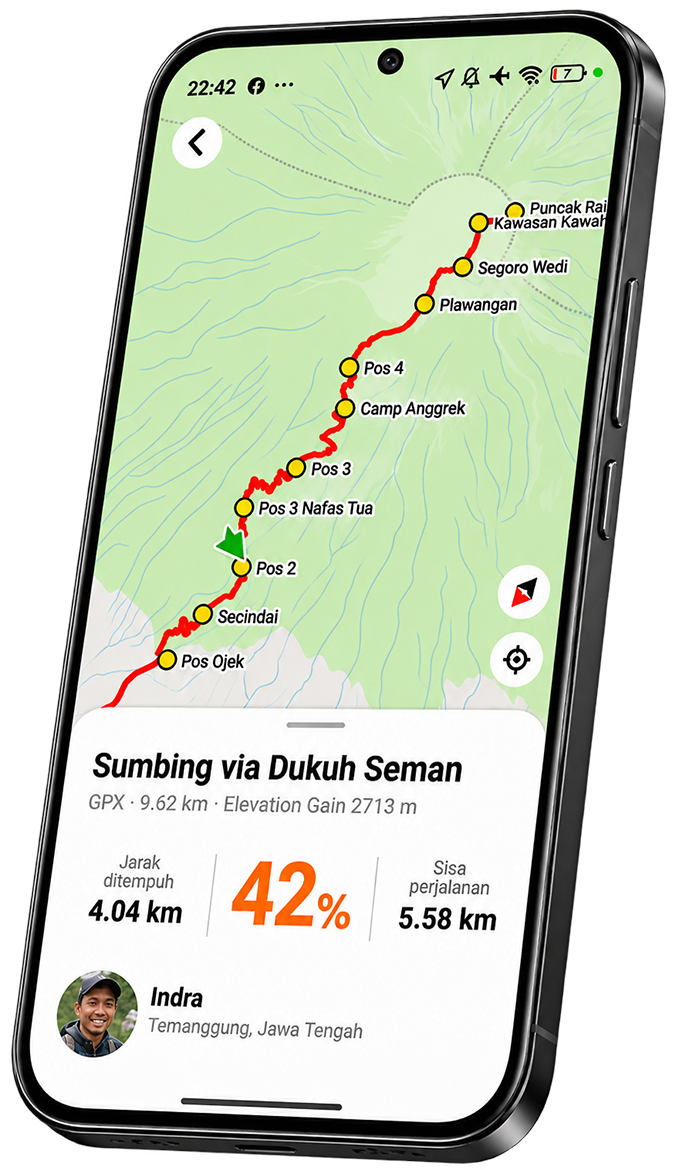 22:42
7
Puncak Rai
Kawasan Kawah
Segoro Wedi
Plawangan
Pos 4
Camp Anggrek
Pos 3
Pos 3 Nafas Tua
Pos 2
Secindai
Pos Ojek
Sumbing via Dukuh Seman
GPX · 9.62 km · Elevation Gain 2713 m
Jarak
ditempuh
4.04 km
42%
Sisa
perjalanan
5.58 km
Indra
Temanggung, Jawa Tengah